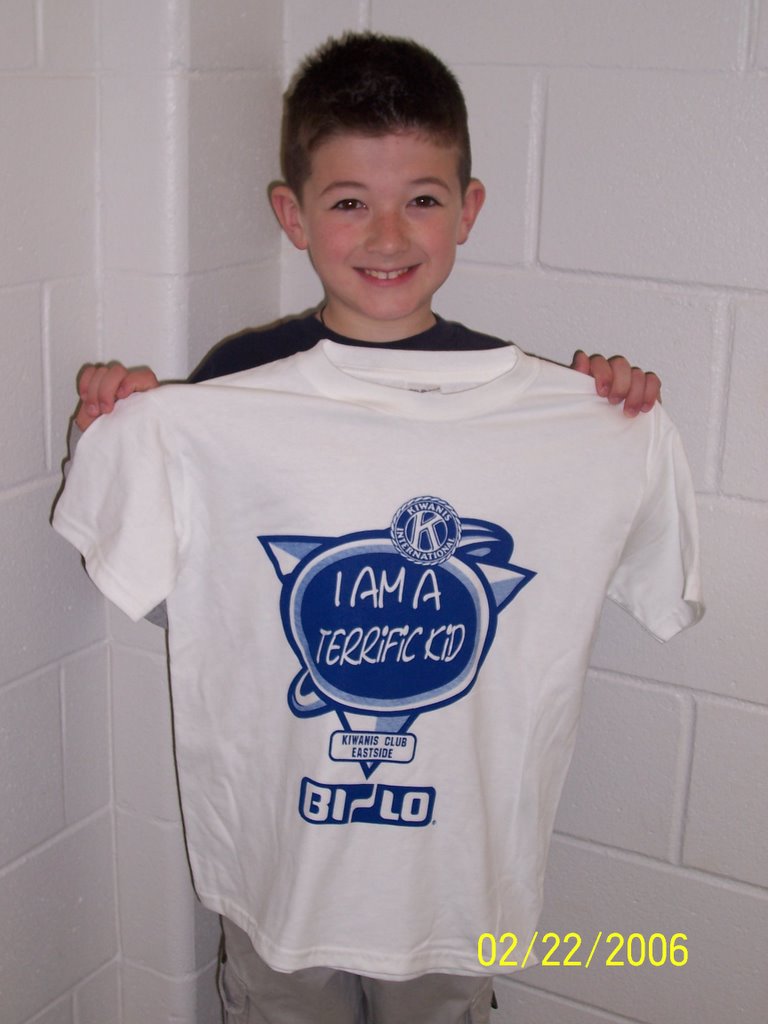 KIWANIS
K
INTERNATIONAL
I AM A
TERRiFiC KiD
KIWANIS CLUB
EASTSIDE
BI-LO
02/22/2006